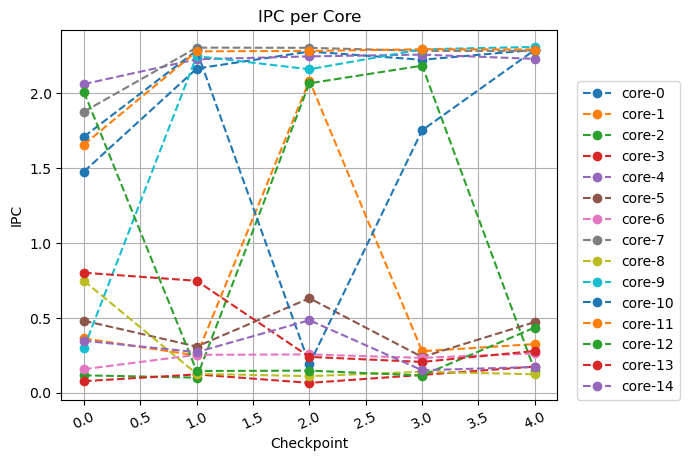 IPC per Core
IPC
2.0
1.5
1.0
0.5
0.0
0.0
0.5
1.0
1.5
2.0
2.5
3.0
3.5
4.0
Checkpoint
core-0
core-1
core-2
core-3
core-4
core-5
core-6
core-7
core-8
core-9
core-10
core-11
core-12
core-13
core-14